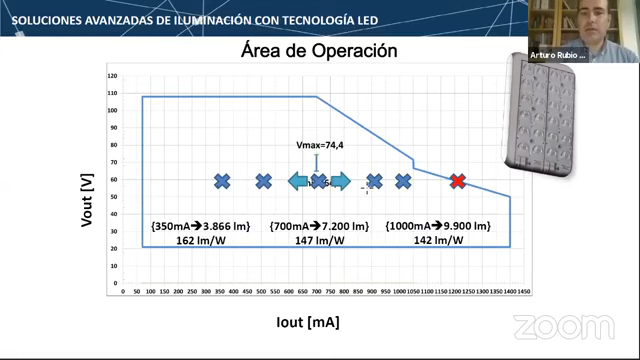 SOLUCIONES AVANZADAS DE ILUMINACIÓN CON TECNOLOGÍA LED
Arturo Rubio ...
Área de Operación
120
110
100
90
80
70
60
50
40
30
20
10
0
Vout [V]
Vmax=74,4
{350mA➔3.866 lm}
162 lm/W
{700mA➔7.200 lm}
147 lm/W
{1000mA➔9.900 lm}
142 lm/W
0 50 100 150 200 250 300 350 400 450 500 550 600 650 700 750 800 850 900 950 1000 1050 1100 1150 1200 1250 1300 1350 1400 1450
Iout [mA]
zoom